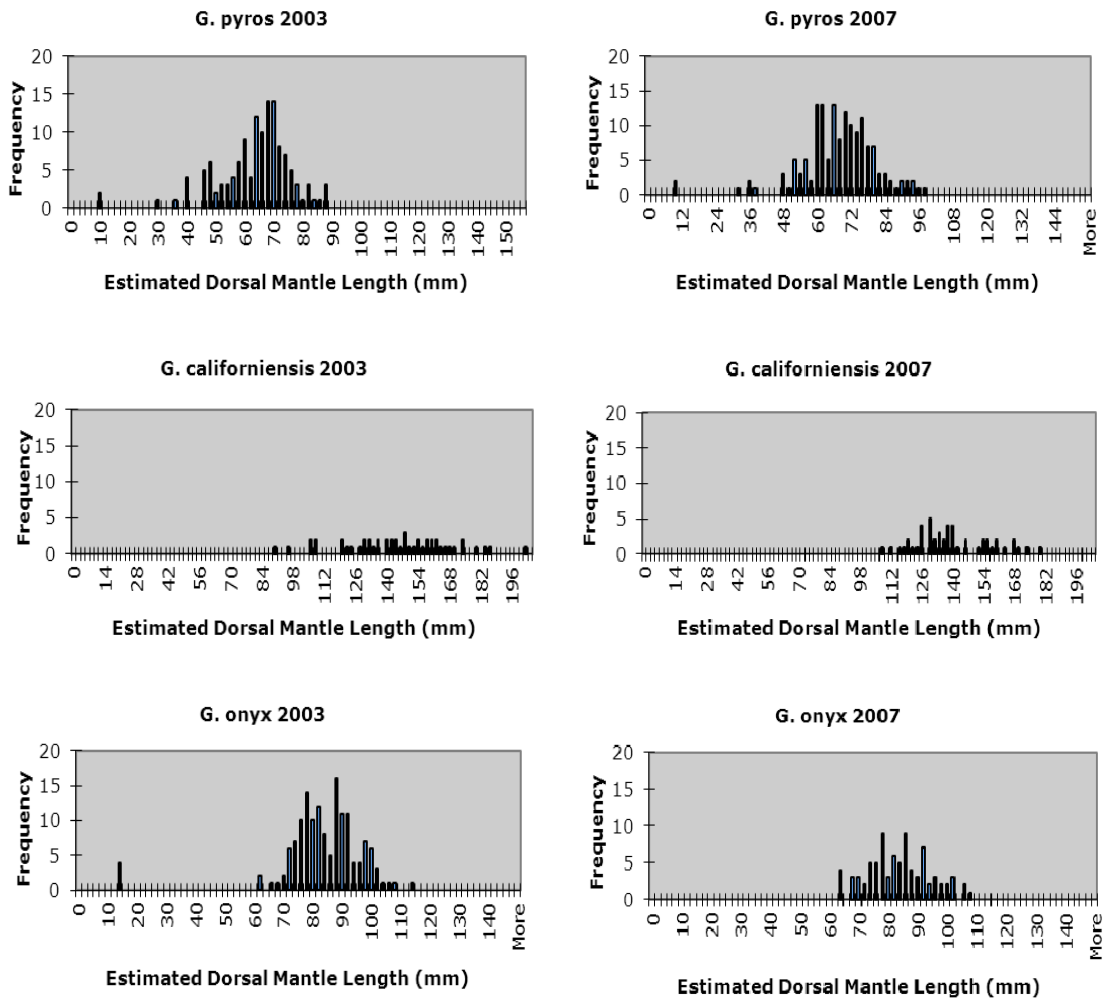 G. pyros 2003
Frequency
20
15
10
5
0
0 10 20 30 40 50 60 70 80 90 100 110 120 130 140 150
Estimated Dorsal Mantle Length (mm)
G. pyros 2007
Frequency
20
15
10
5
0
0 12 24 36 48 60 72 84 96 108 120 132 144 More
Estimated Dorsal Mantle Length (mm)
G. californiensis 2003
Frequency
20
15
10
5
0
0 14 28 42 56 70 84 98 112 126 140 154 168 182 196
Estimated Dorsal Mantle Length (mm)
G. californiensis 2007
Frequency
20
15
10
5
0
0 14 28 42 56 70 84 98 112 126 140 154 168 182 196
Estimated Dorsal Mantle Length (mm)
G. onyx 2003
Frequency
20
15
10
5
0
0 10 20 30 40 50 60 70 80 90 100 110 120 130 140 More
Estimated Dorsal Mantle Length (mm)
G. onyx 2007
Frequency
20
15
10
5
0
0 10 20 30 40 50 60 70 80 90 100 110 120 130 140 More
Estimated Dorsal Mantle Length (mm)